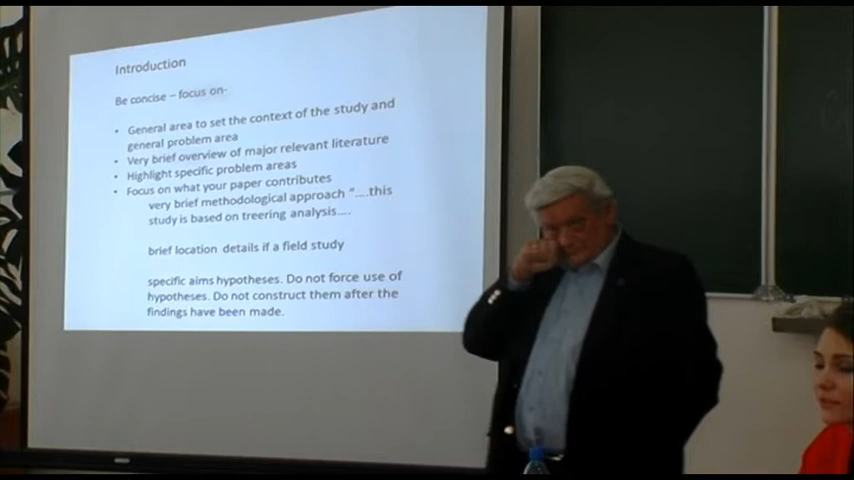 Introduction
Be concise – focus on-
• General area to set the context of the study and
general problem area
• Very brief overview of major relevant literature
• Highlight specific problem areas
• Focus on what your paper contributes
very brief methodological approach "....this
study is based on treering analysis....
brief location details if a field study
specific aims hypotheses. Do not force use of
hypotheses. Do not construct them after the
findings have been made.